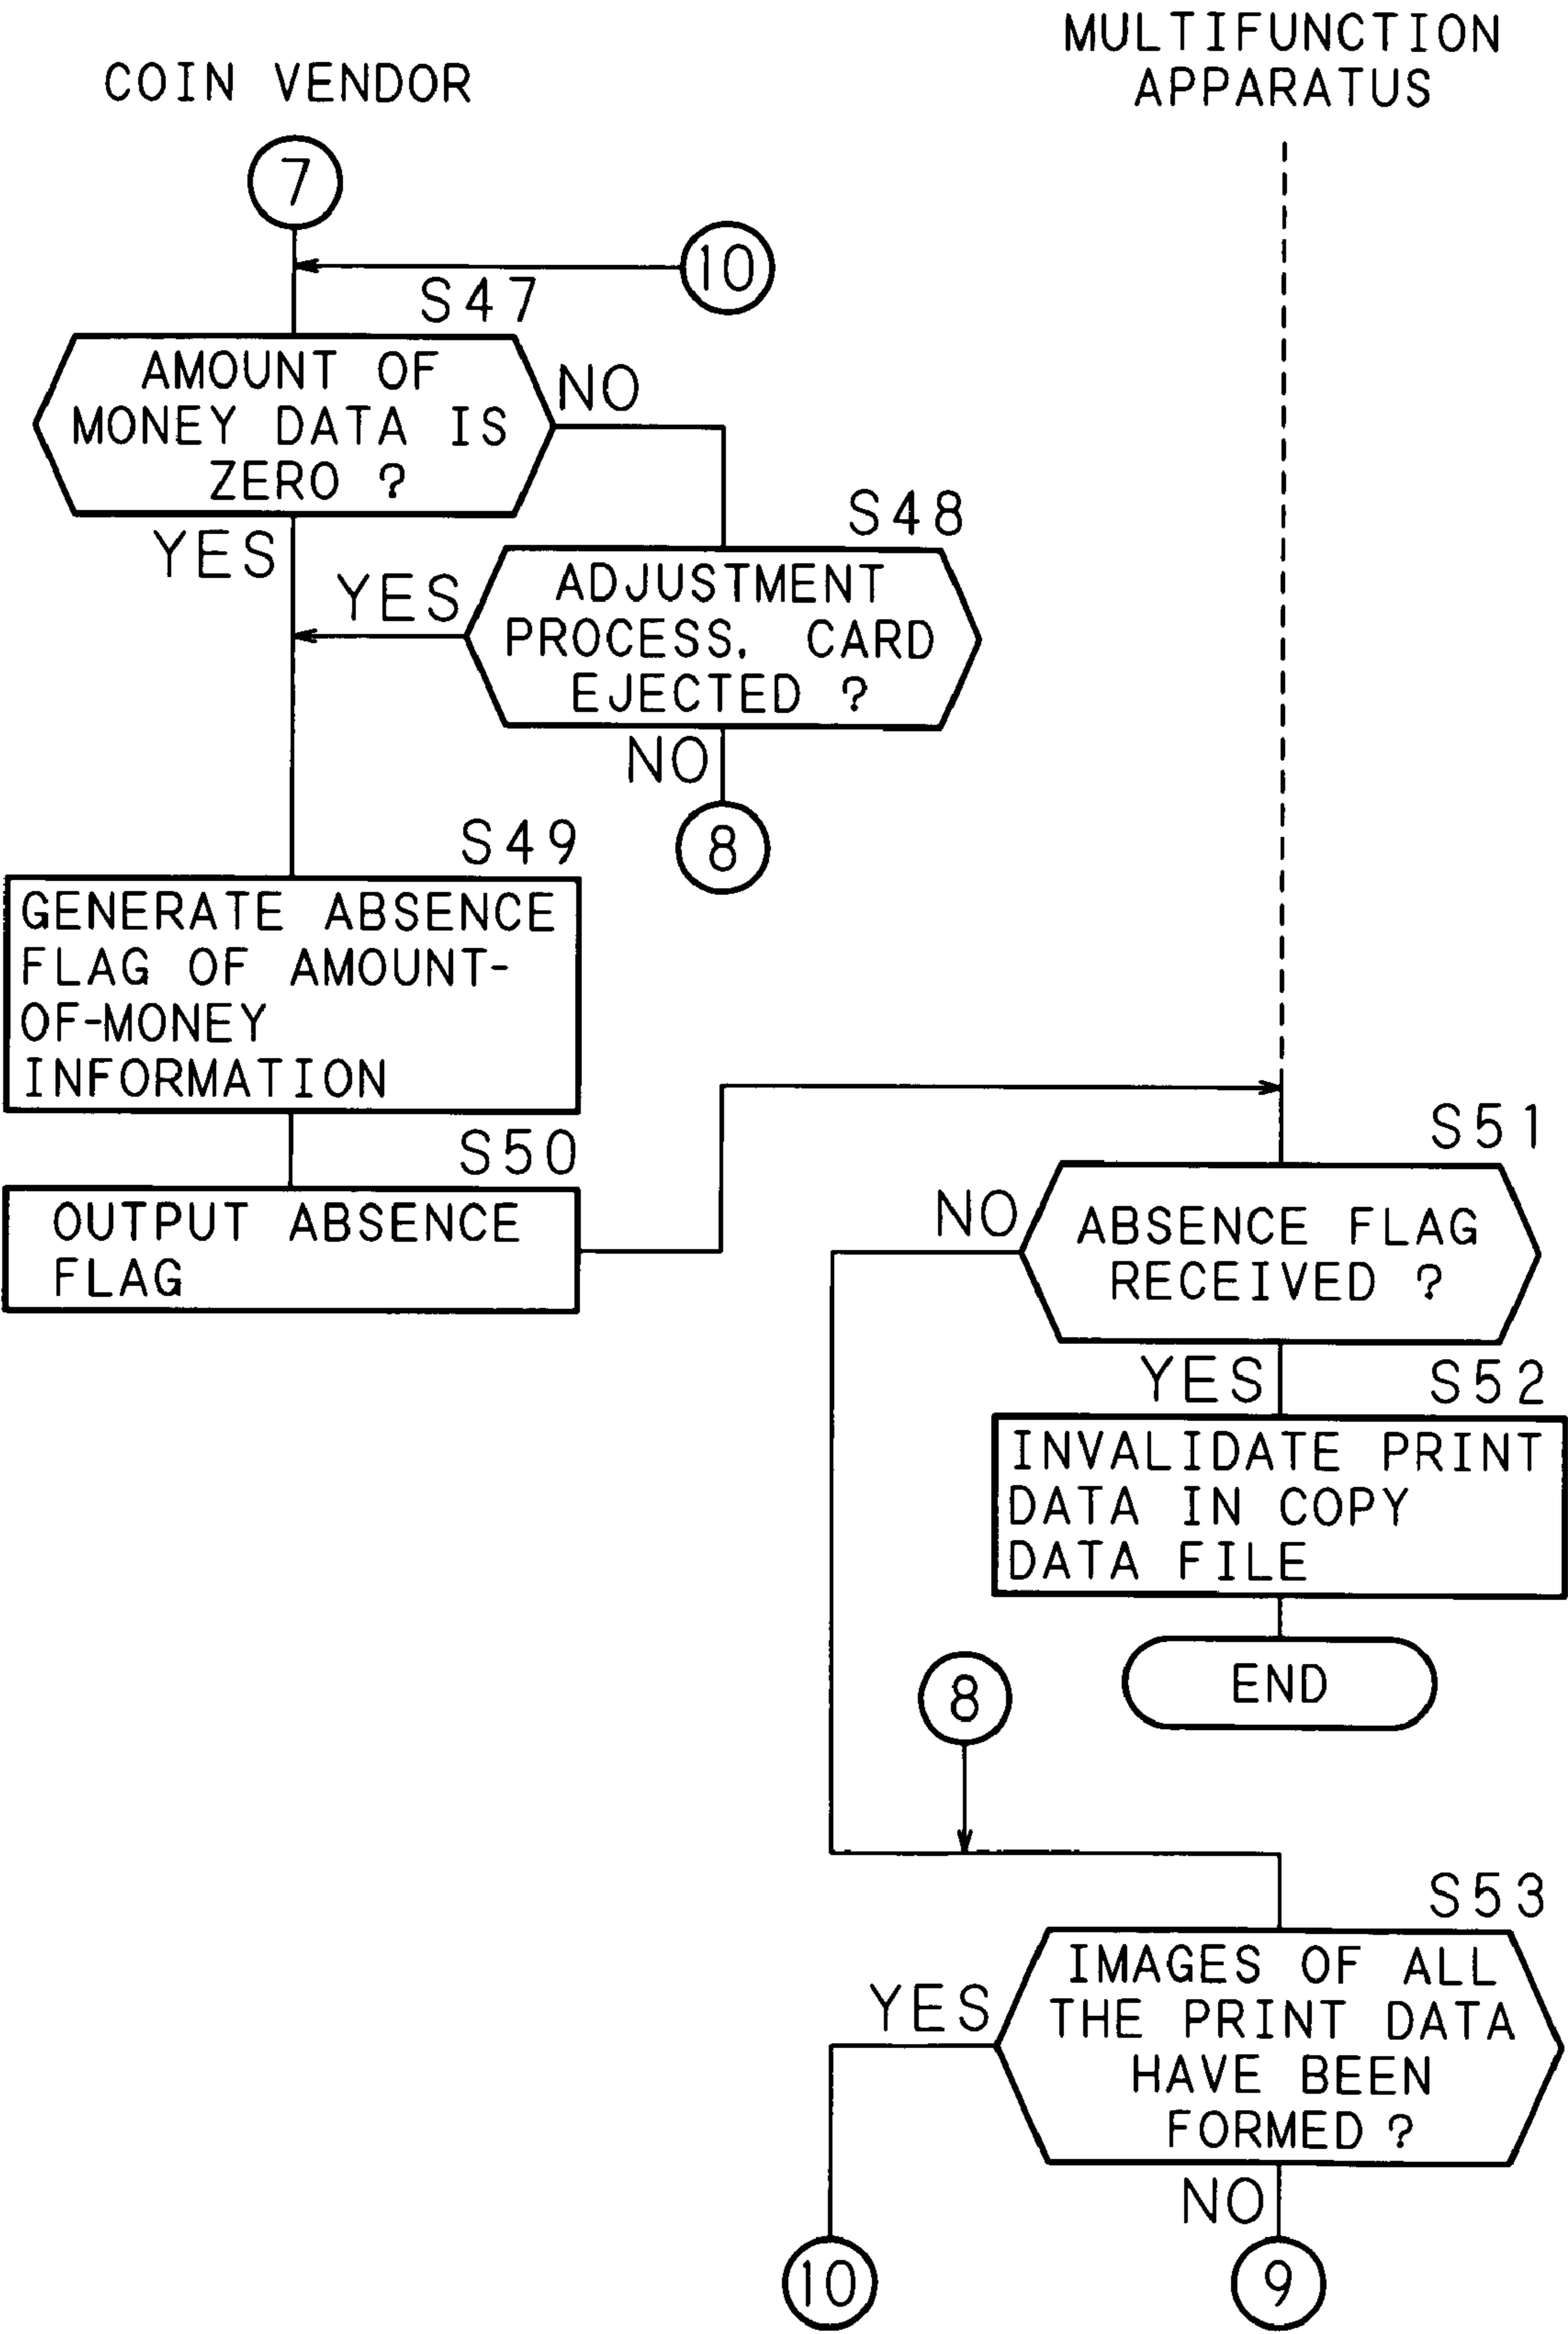 COIN VENDOR
MULTIFUNCTION
APPARATUS
7
10
S47
AMOUNT OF
MONEY DATA IS
ZERO ?
NO
YES
S48
ADJUSTMENT
PROCESS. CARD
EJECTED ?
YES
NO
8
S49
GENERATE ABSENCE
FLAG OF AMOUNT-
OF-MONEY
INFORMATION
S50
OUTPUT ABSENCE
FLAG
S51
ABSENCE FLAG
RECEIVED ?
NO
YES
S52
INVALIDATE PRINT
DATA IN COPY
DATA FILE
END
8
S53
IMAGES OF ALL
THE PRINT DATA
HAVE BEEN
FORMED ?
YES
NO
10
9